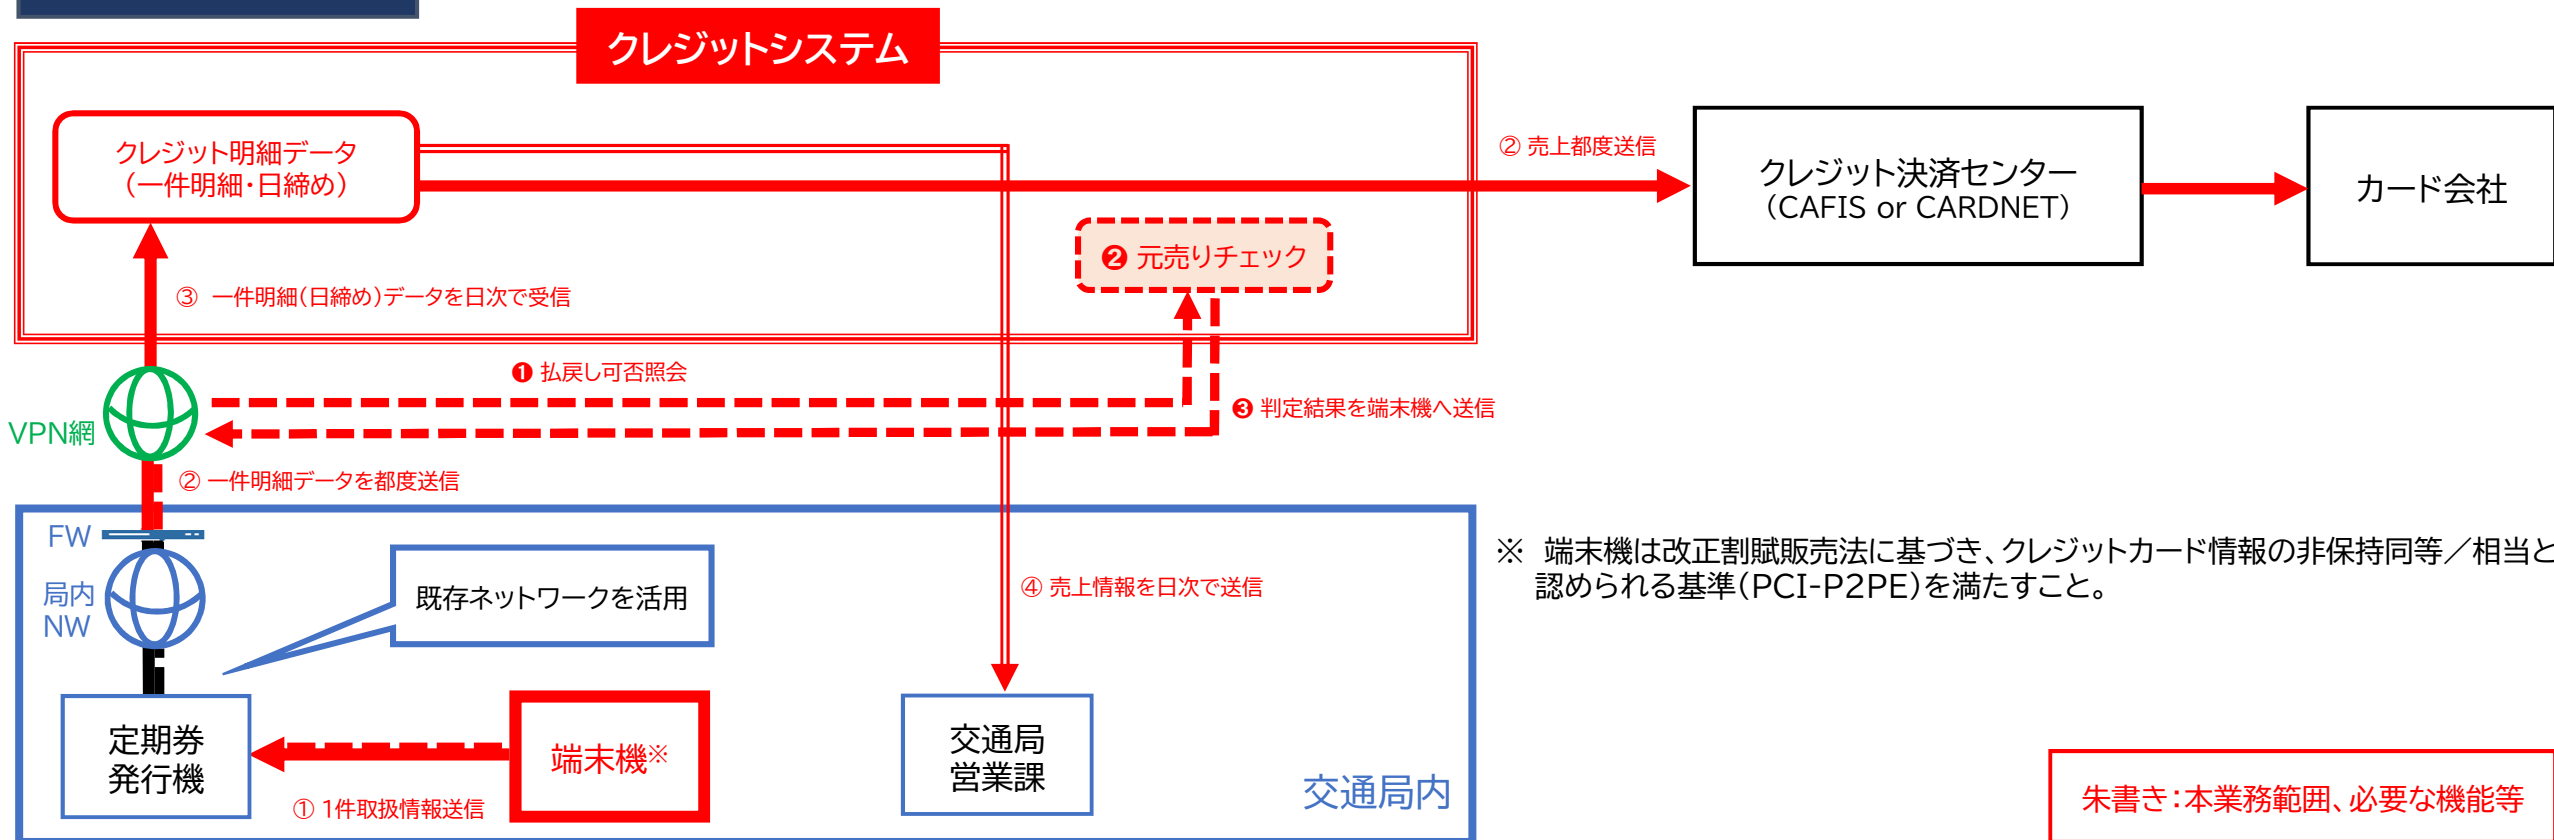 クレジットシステム
クレジット明細データ
（一件明細・日締め）
② 売上都度送信
クレジット決済センター
（CAFIS or CARDNET）
カード会社
❷ 元売りチェック
③ 一件明細（日締め）データを日次で受信
❶ 払戻し可否照会
❸ 判定結果を端末機へ送信
VPN網
② 一件明細データを都度送信
FW
局内
NW
既存ネットワークを活用
④ 売上情報を日次で送信
※ 端末機は改正割賦販売法に基づき、クレジットカード情報の非保持同等／相当と
認められる基準（PCI-P2PE）を満たすこと。
定期券
発行機
端末機※
① 1件取扱情報送信
交通局
営業課
交通局内
朱書き：本業務範囲、必要な機能等